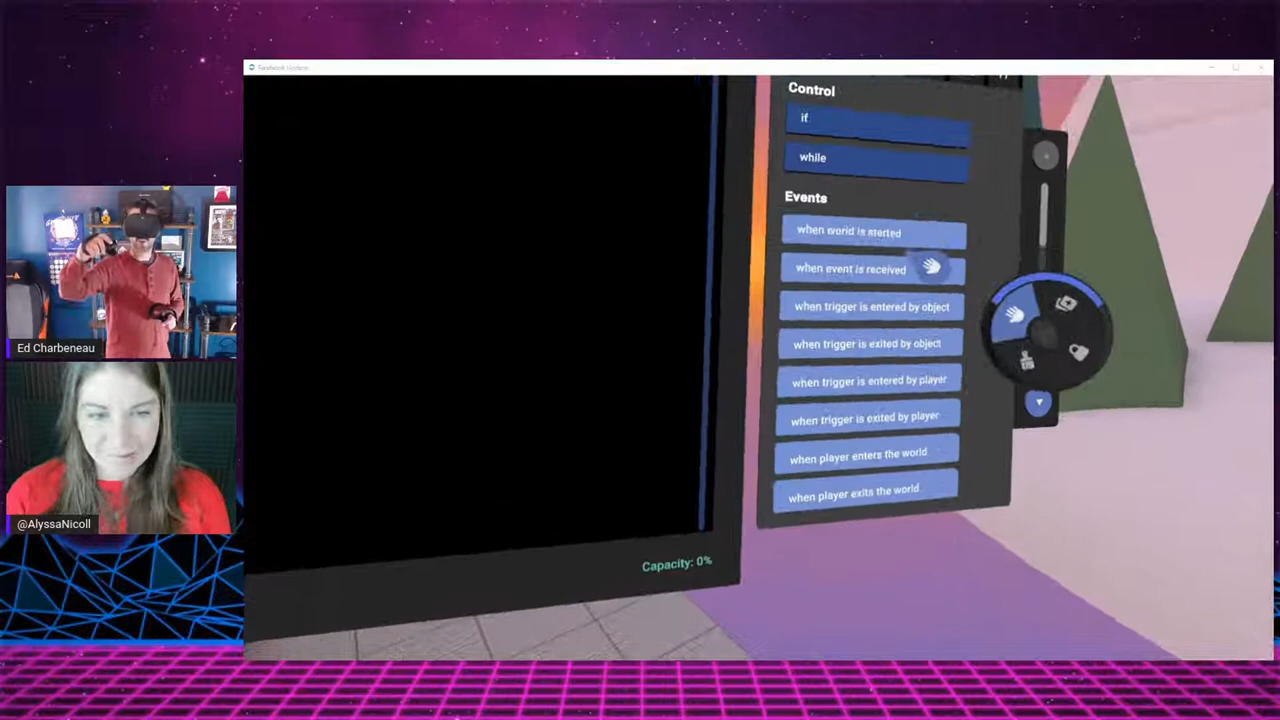 Facebook Horizon
Control
if
while
Events
when world is started
when event is received
when trigger is entered by object
when trigger is exited by object
when trigger is entered by player
when trigger is exited by player
when player enters the world
when player exits the world
Capacity: 0%
Ed Charbeneau
@AlyssaNicoll